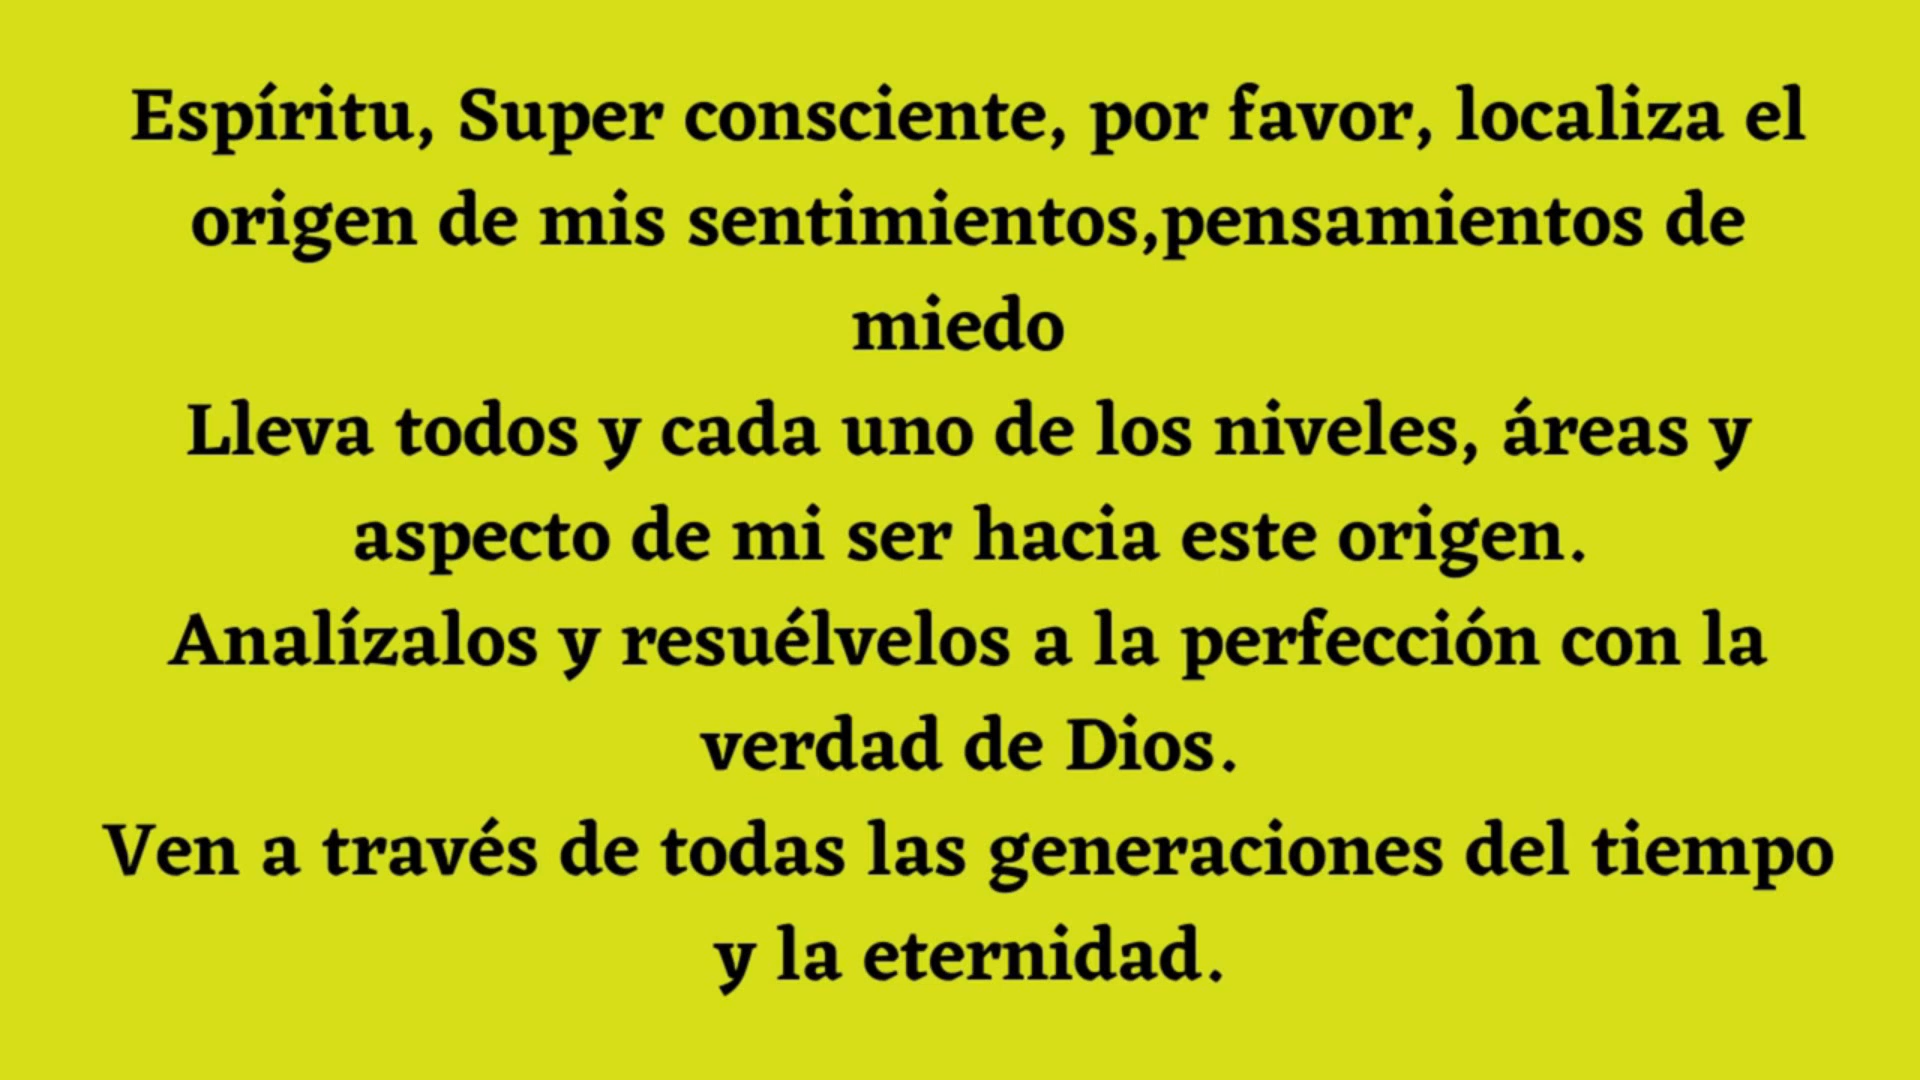 Espíritu, Super consciente, por favor, localiza el
origen de mis sentimientos,pensamientos de
miedo
Lleva todos y cada uno de los niveles, áreas y
aspecto de mi ser hacia este origen.
Analízalos y resuélvelos a la perfección con la
verdad de Dios.
Ven a través de todas las generaciones del tiempo
y la eternidad.